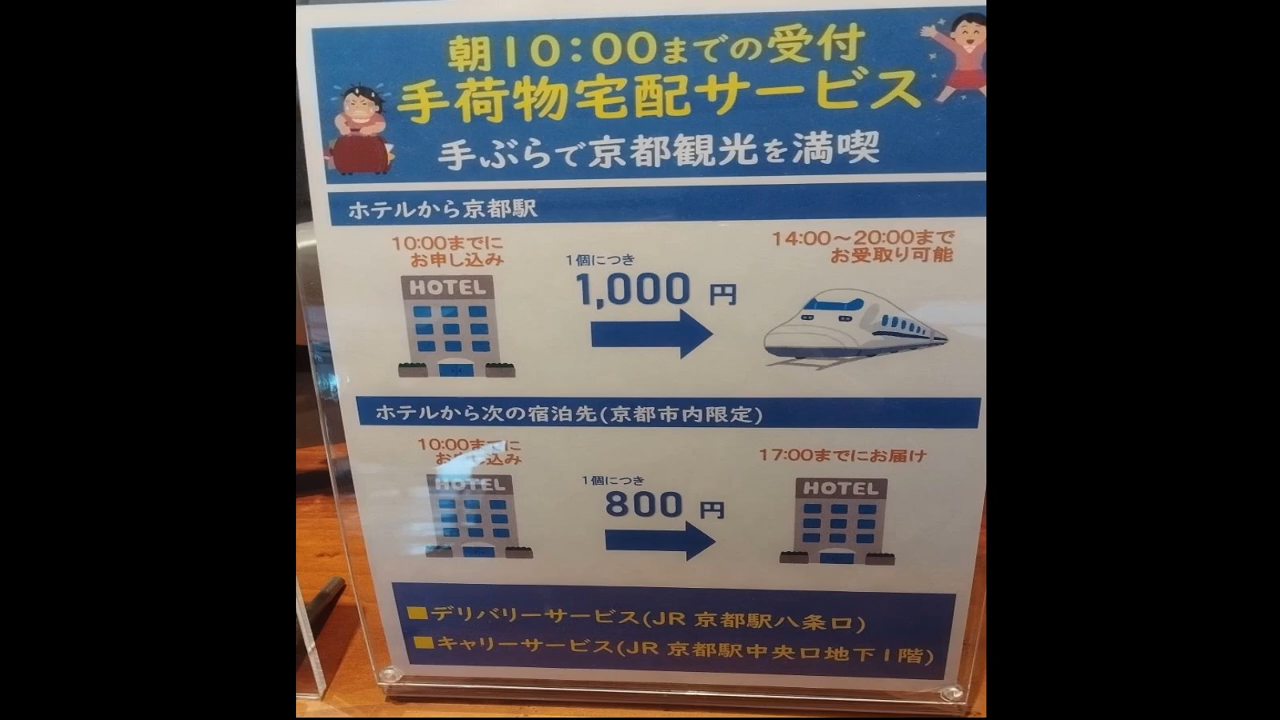 朝10:00までの受付
手荷物宅配サービス
手ぶらで京都観光を満喫
ホテルから京都駅
10:00までに
お申し込み
HOTEL
1個につき
1,000 円
14:00～20:00まで
お受取り可能
ホテルから次の宿泊先(京都市内限定)
10:00までに
お申し込み
HOTEL
1個につき
800 円
17:00までにお届け
HOTEL
■デリバリーサービス(JR 京都駅八条口)
■キャリーサービス(JR 京都駅中央口地下1階)